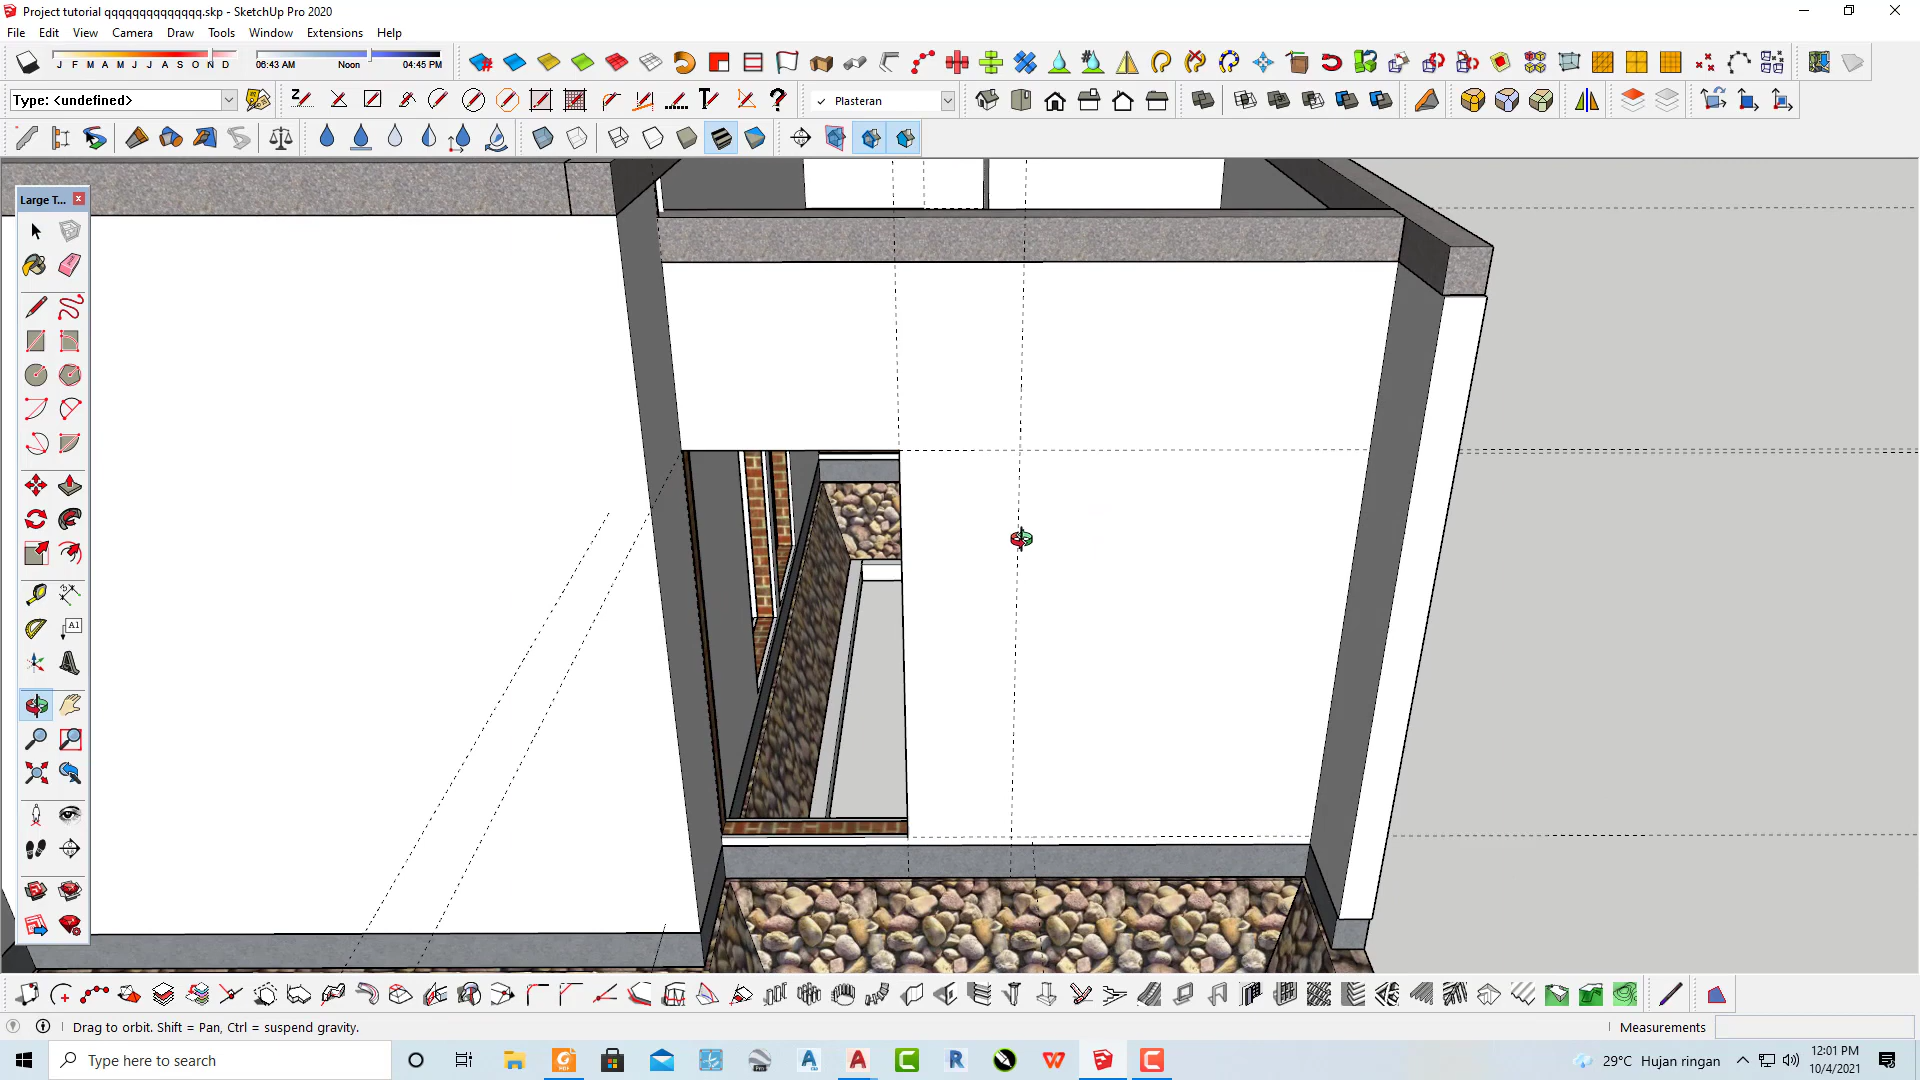 Project tutorial qqqqqqqqqqqqqq.skp - SketchUp Pro 2020
File Edit View Camera Draw Tools Window Extensions Help
J F M A M J J A S O N D
06:43 AM Noon 04:45 PM
Type: <undefined>
Plasteran
Large T...
A1
Drag to orbit. Shift = Pan, Ctrl = suspend gravity.
Measurements
Type here to search
29°C Hujan ringan
12:01 PM
10/4/2021